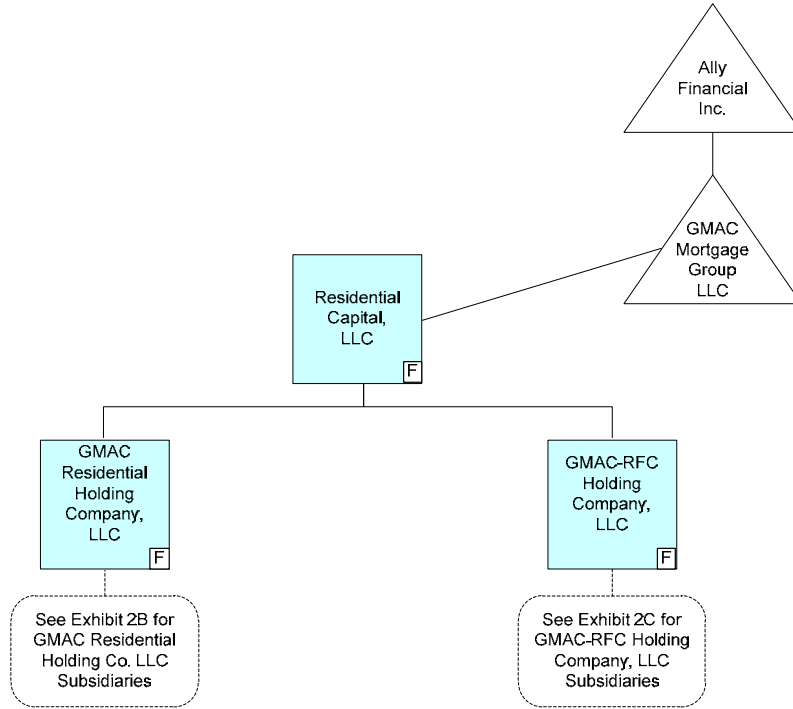 Ally
Financial
Inc.
GMAC
Mortgage
Group
LLC
Residential
Capital,
LLC
F
GMAC
Residential
Holding
Company,
LLC
F
GMAC-RFC
Holding
Company,
LLC
F
See Exhibit 2B for
GMAC Residential
Holding Co. LLC
Subsidiaries
See Exhibit 2C for
GMAC-RFC Holding
Company, LLC
Subsidiaries